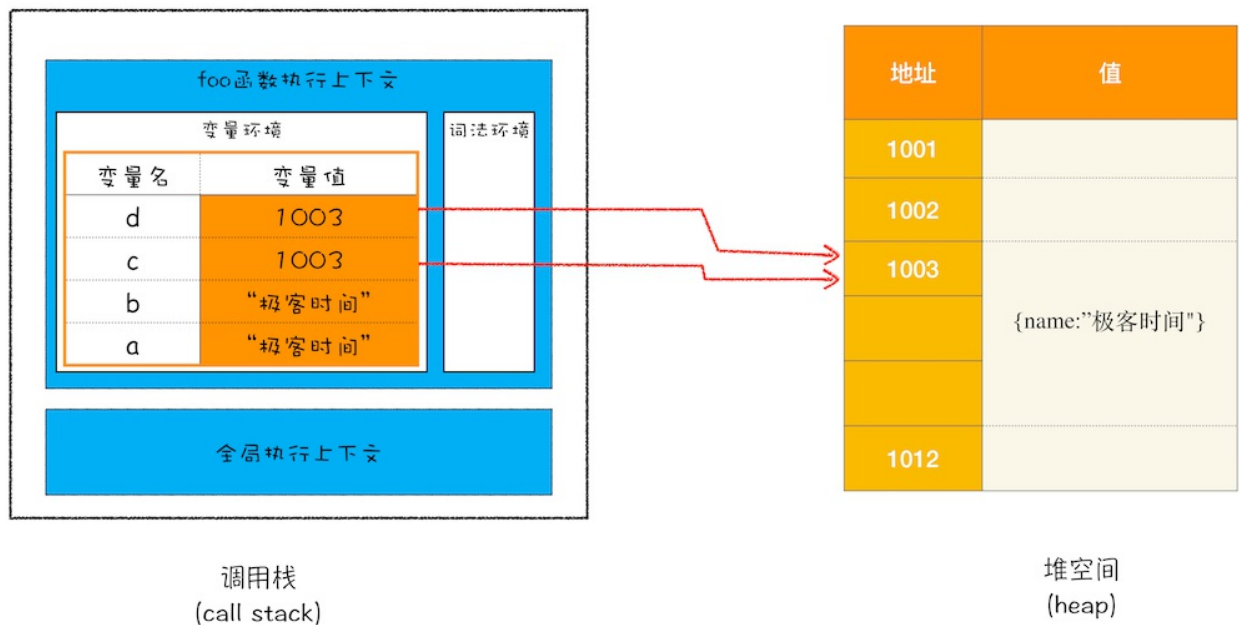 foo函数执行上下文
变量环境
词法环境
变量名 变量值
d 1003
c 1003
b “极客时间”
a “极客时间”
全局执行上下文
调用栈
(call stack)
地址 值
1001
1002
1003
{name:”极客时间"}
1012
堆空间
(heap)